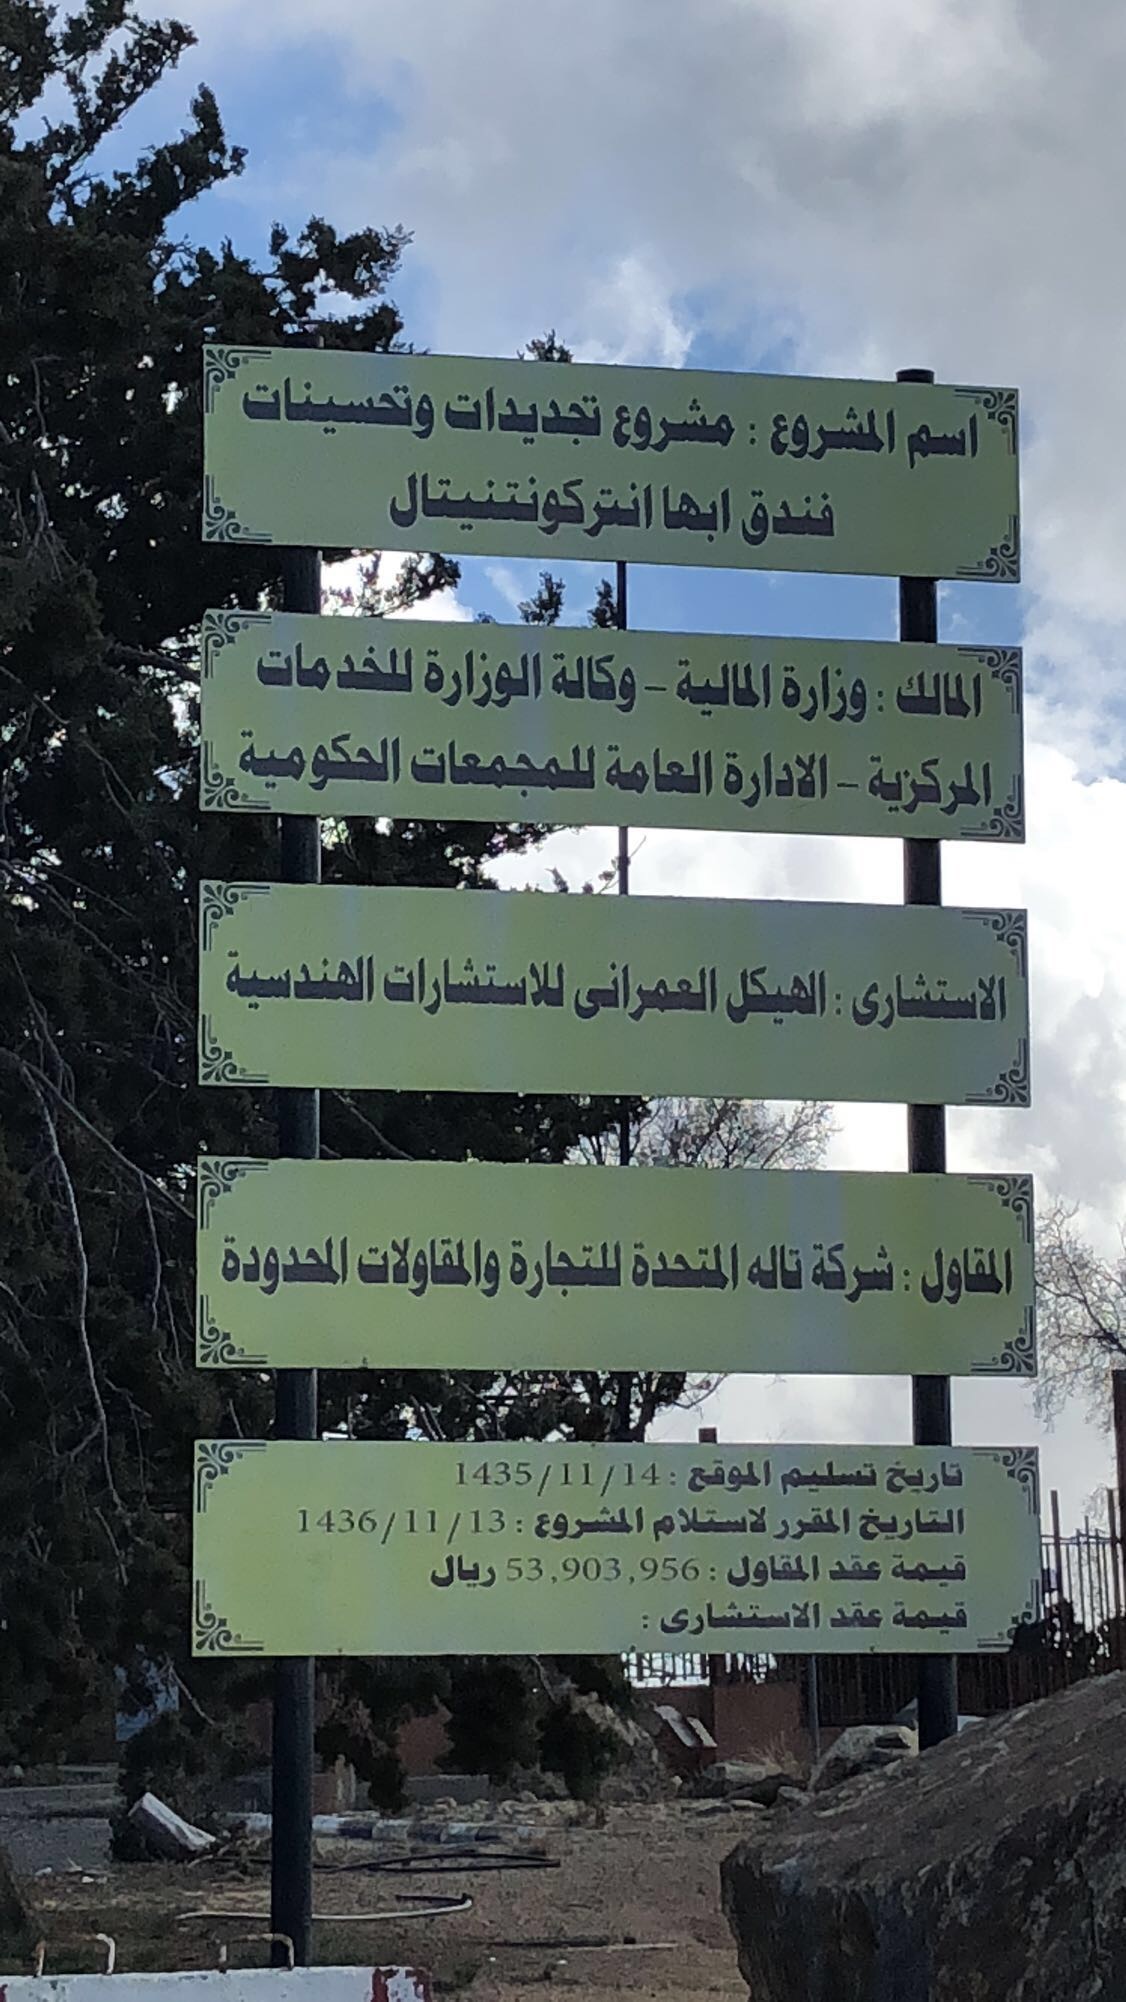 اسم المشروع : مشروع تجديدات وتحسينات
فندق ابها انتركونتنيتال
المالك : وزارة المالية – وكالة الوزارة للخدمات
المركزية – الادارة العامة للمجمعات الحكومية
الاستشارى : الهيكل العمرانى للاستشارات الهندسية
المقاول : شركة تاله المتحدة للتجارة والمقاولات المحدودة
تاريخ تسليم الموقع : 1435/11/14
التاريخ المقرر لاستلام المشروع : 1436/11/13
قيمة عقد المقاول : 53,903,956 ريال
قيمة عقد الاستشارى :